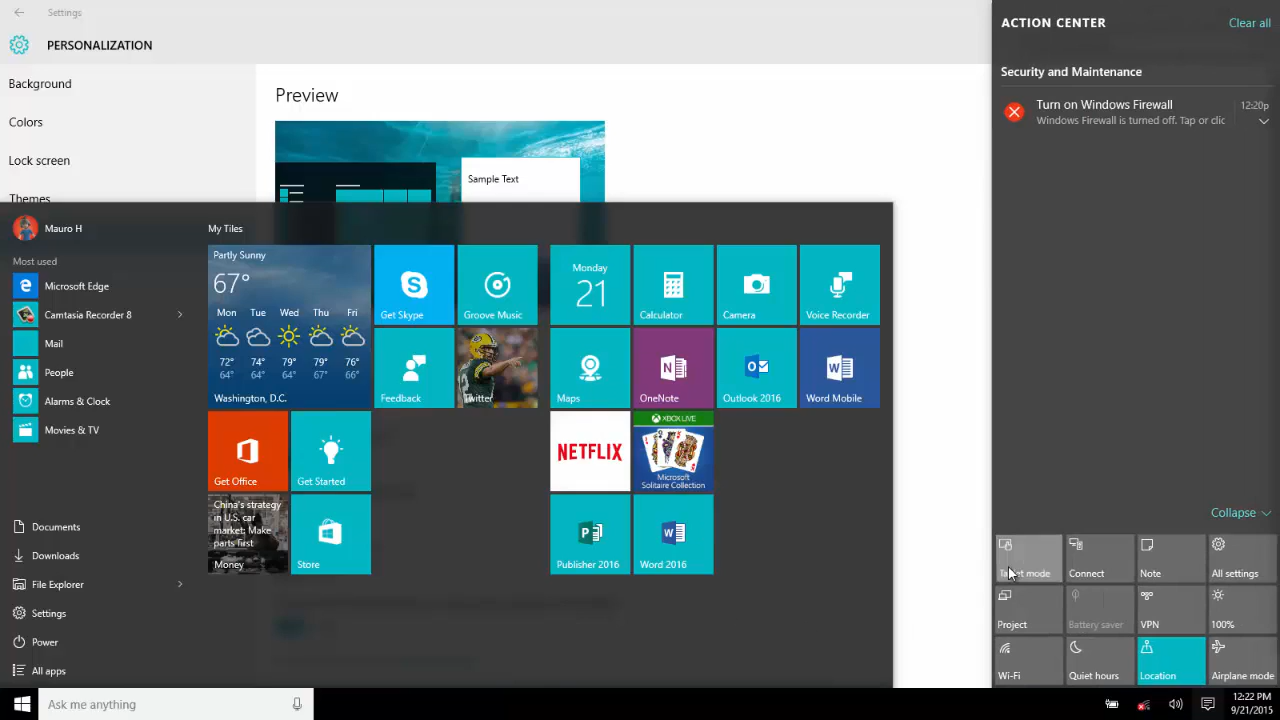 Settings
PERSONALIZATION
Background
Colors
Lock screen
Themes
Preview
Sample Text
Mauro H
Most used
Microsoft Edge
Camtasia Recorder 8
Mail
People
Alarms & Clock
Movies & TV
Documents
Downloads
File Explorer
Settings
Power
All apps
My Tiles
Partly Sunny
67°
Mon Tue Wed Thu Fri
72° 74° 79° 79° 76°
64° 64° 64° 67° 66°
Washington, D.C.
Get Skype
Groove Music
Feedback
Twitter
Get Office
Get Started
China's strategy
in U.S. car
market: Make
parts first
Money
Store
Monday
21
Calculator
Camera
Voice Recorder
Maps
OneNote
Outlook 2016
Word Mobile
NETFLIX
XBOX LIVE
Microsoft
Solitaire Collection
Publisher 2016
Word 2016
ACTION CENTER
Clear all
Security and Maintenance
Turn on Windows Firewall
12:20p
Windows Firewall is turned off. Tap or clic
Collapse
Tablet mode
Connect
Note
All settings
Project
Battery saver
VPN
100%
Wi-Fi
Quiet hours
Location
Airplane mode
Ask me anything
12:22 PM
9/21/2015